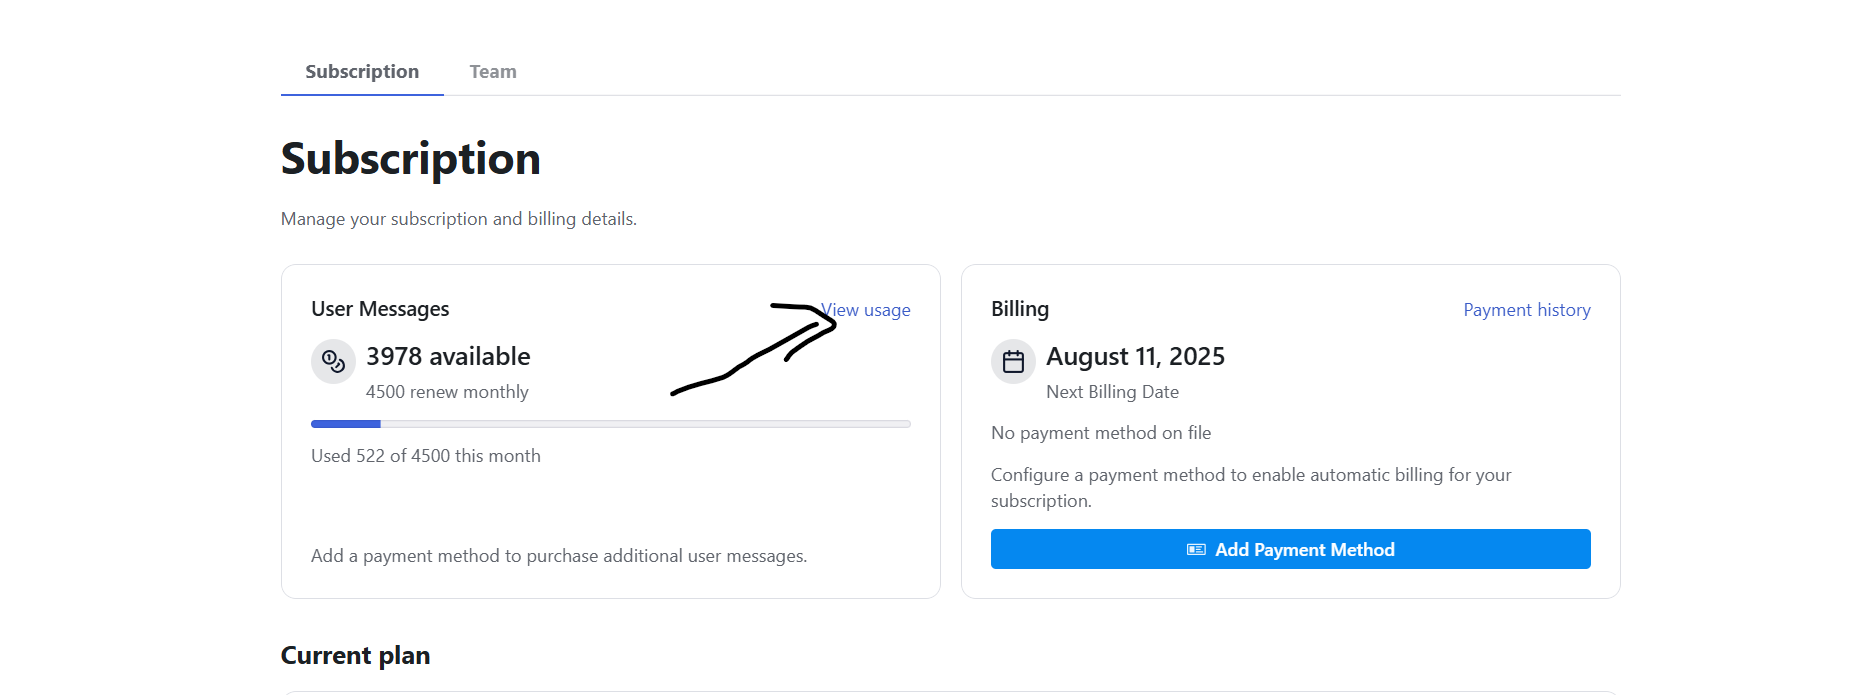 Subscription
Team
Subscription
Manage your subscription and billing details.
User Messages
View usage
3978 available
4500 renew monthly
Used 522 of 4500 this month
Add a payment method to purchase additional user messages.
Billing
Payment history
August 11, 2025
Next Billing Date
No payment method on file
Configure a payment method to enable automatic billing for your
subscription.
Add Payment Method
Current plan